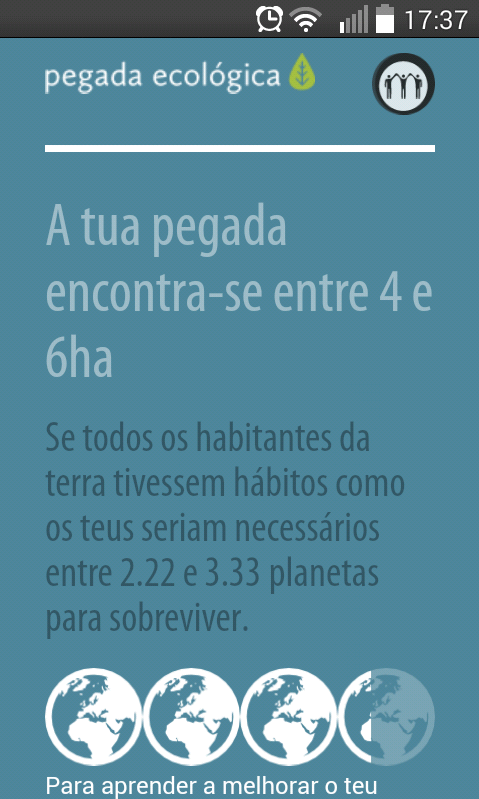 17:37
pegada ecológica
A tua pegada
encontra-se entre 4 e
6ha
Se todos os habitantes da
terra tivessem hábitos como
os teus seriam necessários
entre 2.22 e 3.33 planetas
para sobreviver.
Para aprender a melhorar o teu